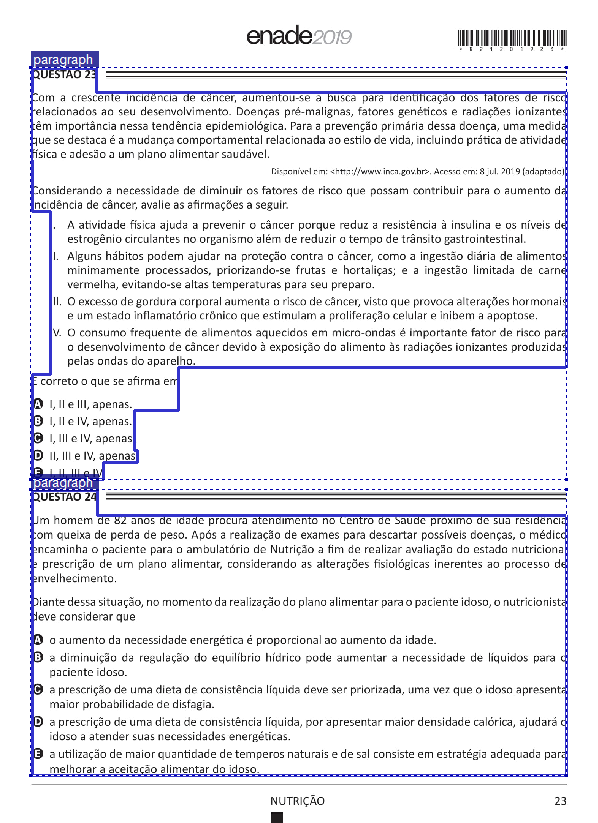 enade2019
paragraph
QUESTÃO 23
Com a crescente incidência de câncer, aumentou-se a busca para identificação dos fatores de risco
relacionados ao seu desenvolvimento. Doenças pré-malignas, fatores genéticos e radiações ionizantes
têm importância nessa tendência epidemiológica. Para a prevenção primária dessa doença, uma medida
que se destaca é a mudança comportamental relacionada ao estilo de vida, incluindo prática de atividade
física e adesão a um plano alimentar saudável.
Disponível em: <http://www.inca.gov.br>. Acesso em: 8 jul. 2019 (adaptado).
Considerando a necessidade de diminuir os fatores de risco que possam contribuir para o aumento da
incidência de câncer, avalie as afirmações a seguir.
I. A atividade física ajuda a prevenir o câncer porque reduz a resistência à insulina e os níveis de
estrogênio circulantes no organismo além de reduzir o tempo de trânsito gastrointestinal.
II. Alguns hábitos podem ajudar na proteção contra o câncer, como a ingestão diária de alimentos
minimamente processados, priorizando-se frutas e hortaliças; e a ingestão limitada de carne
vermelha, evitando-se altas temperaturas para seu preparo.
III. O excesso de gordura corporal aumenta o risco de câncer, visto que provoca alterações hormonais
e um estado inflamatório crônico que estimulam a proliferação celular e inibem a apoptose.
IV. O consumo frequente de alimentos aquecidos em micro-ondas é importante fator de risco para
o desenvolvimento de câncer devido à exposição do alimento às radiações ionizantes produzidas
pelas ondas do aparelho.
É correto o que se afirma em
A I, II e III, apenas.
B I, II e IV, apenas.
C I, III e IV, apenas.
D II, III e IV, apenas.
E I, II, III e IV.
paragraph
QUESTÃO 24
Um homem de 82 anos de idade procura atendimento no Centro de Saúde próximo de sua residência
com queixa de perda de peso. Após a realização de exames para descartar possíveis doenças, o médico
encaminha o paciente para o ambulatório de Nutrição a fim de realizar avaliação do estado nutricional
e prescrição de um plano alimentar, considerando as alterações fisiológicas inerentes ao processo de
envelhecimento.
Diante dessa situação, no momento da realização do plano alimentar para o paciente idoso, o nutricionista
deve considerar que
A o aumento da necessidade energética é proporcional ao aumento da idade.
B a diminuição da regulação do equilíbrio hídrico pode aumentar a necessidade de líquidos para o
paciente idoso.
C a prescrição de uma dieta de consistência líquida deve ser priorizada, uma vez que o idoso apresenta
maior probabilidade de disfagia.
D a prescrição de uma dieta de consistência líquida, por apresentar maior densidade calórica, ajudará o
idoso a atender suas necessidades energéticas.
E a utilização de maior quantidade de temperos naturais e de sal consiste em estratégia adequada para
melhorar a aceitação alimentar do idoso.
NUTRIÇÃO
23